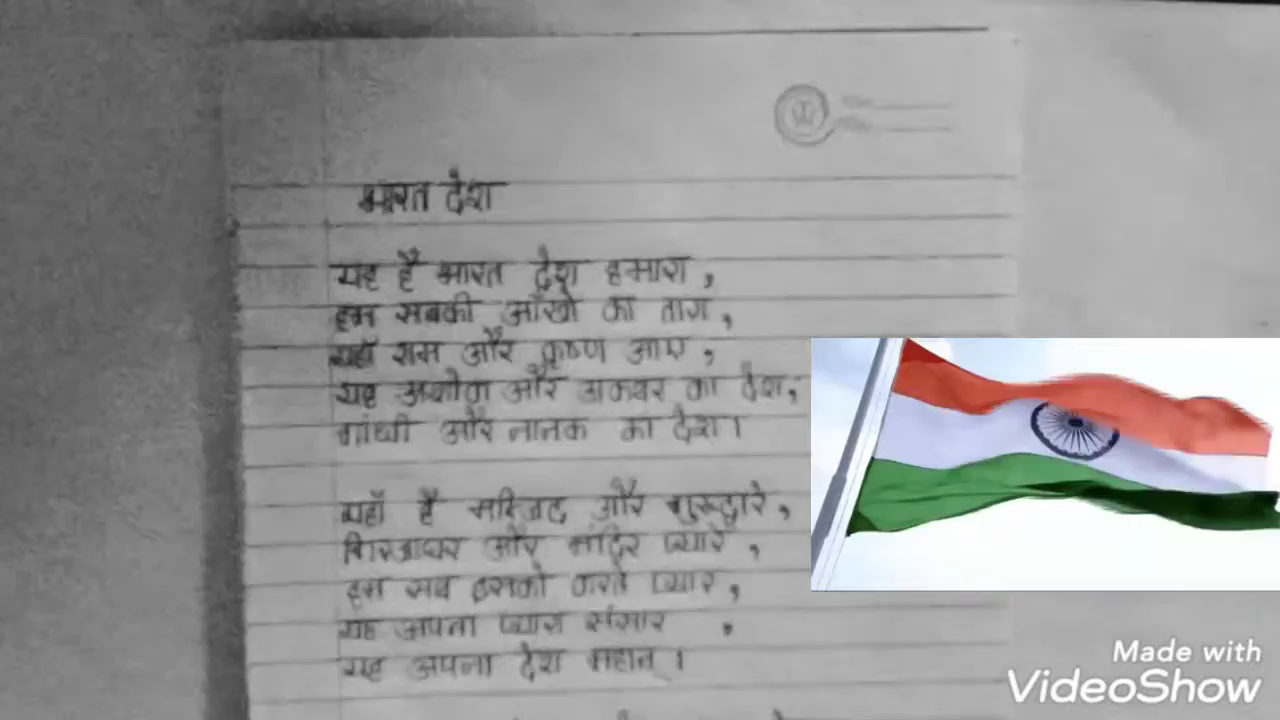 भारत देश
यह है भारत देश हमारा,
हम सबकी आँखो का तारा,
यहाँ राम और कृष्ण आए,
यह अशोक और अकबर का देश,
गांधी और नानक का देश।
यहाँ है मस्जिद और गुरुद्वारे,
गिरजाघर और मंदिर प्यारे,
हम सब इसको करते प्यार,
यह अपना प्यारा संसार ,
यह अपना देश महान्।
Made with
VideoShow